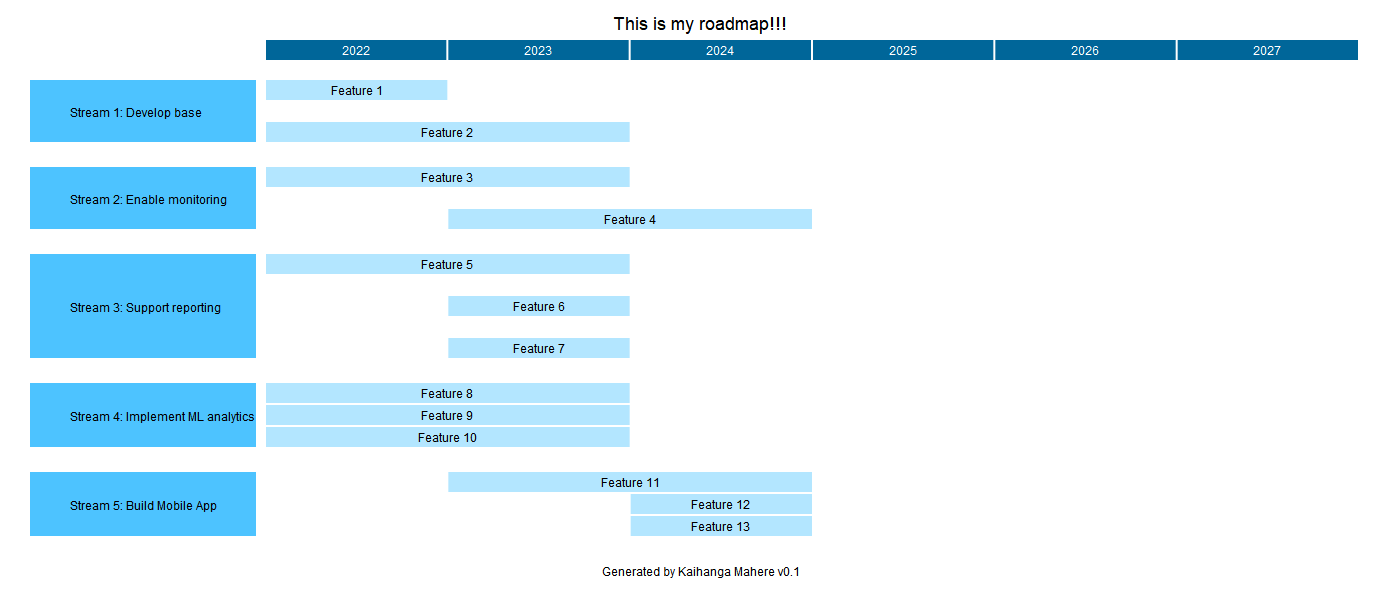 This is my roadmap!!!
2022 2023 2024 2025 2026 2027
Feature 1
Stream 1: Develop base
Feature 2
Feature 3
Stream 2: Enable monitoring
Feature 4
Feature 5
Stream 3: Support reporting
Feature 6
Feature 7
Feature 8
Stream 4: Implement ML analytics
Feature 9
Feature 10
Feature 11
Stream 5: Build Mobile App
Feature 12
Feature 13
Generated by Kaihanga Mahere v0.1